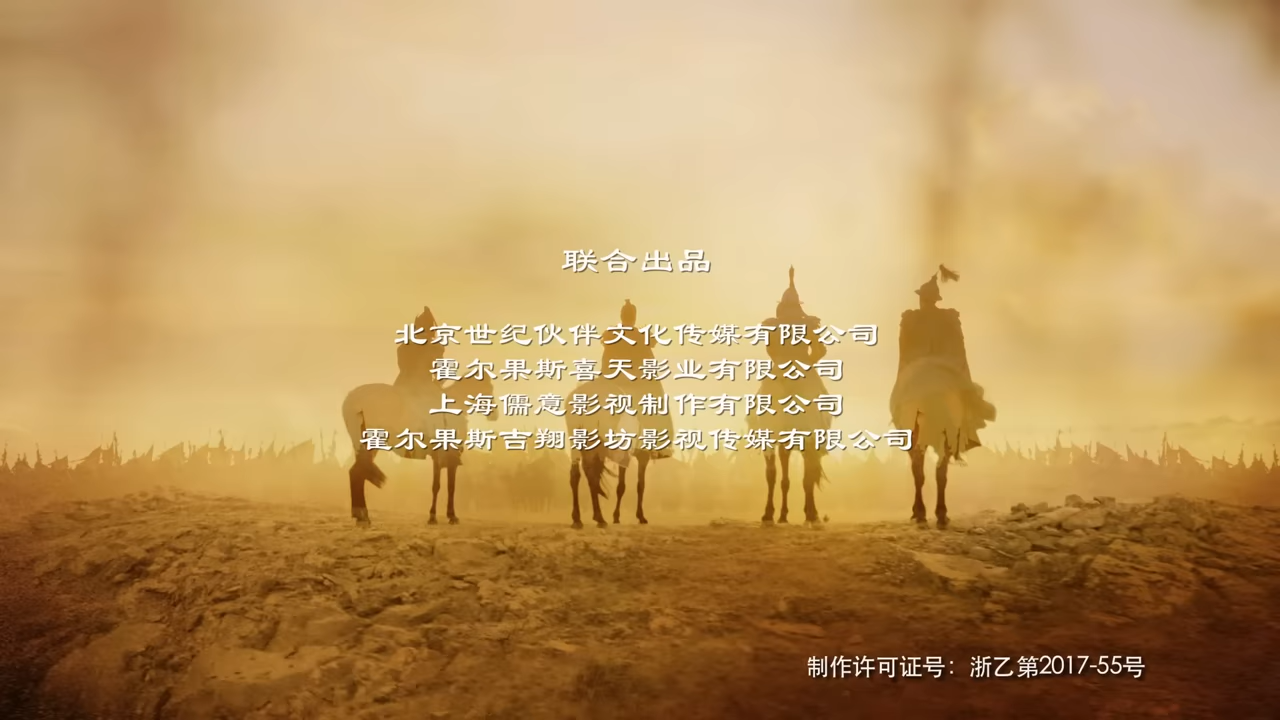 联合出品
北京世纪伙伴文化传媒有限公司
霍尔果斯喜天影业有限公司
上海儒意影视制作有限公司
霍尔果斯吉翔影坊影视传媒有限公司
制作许可证号：浙乙第2017-55号